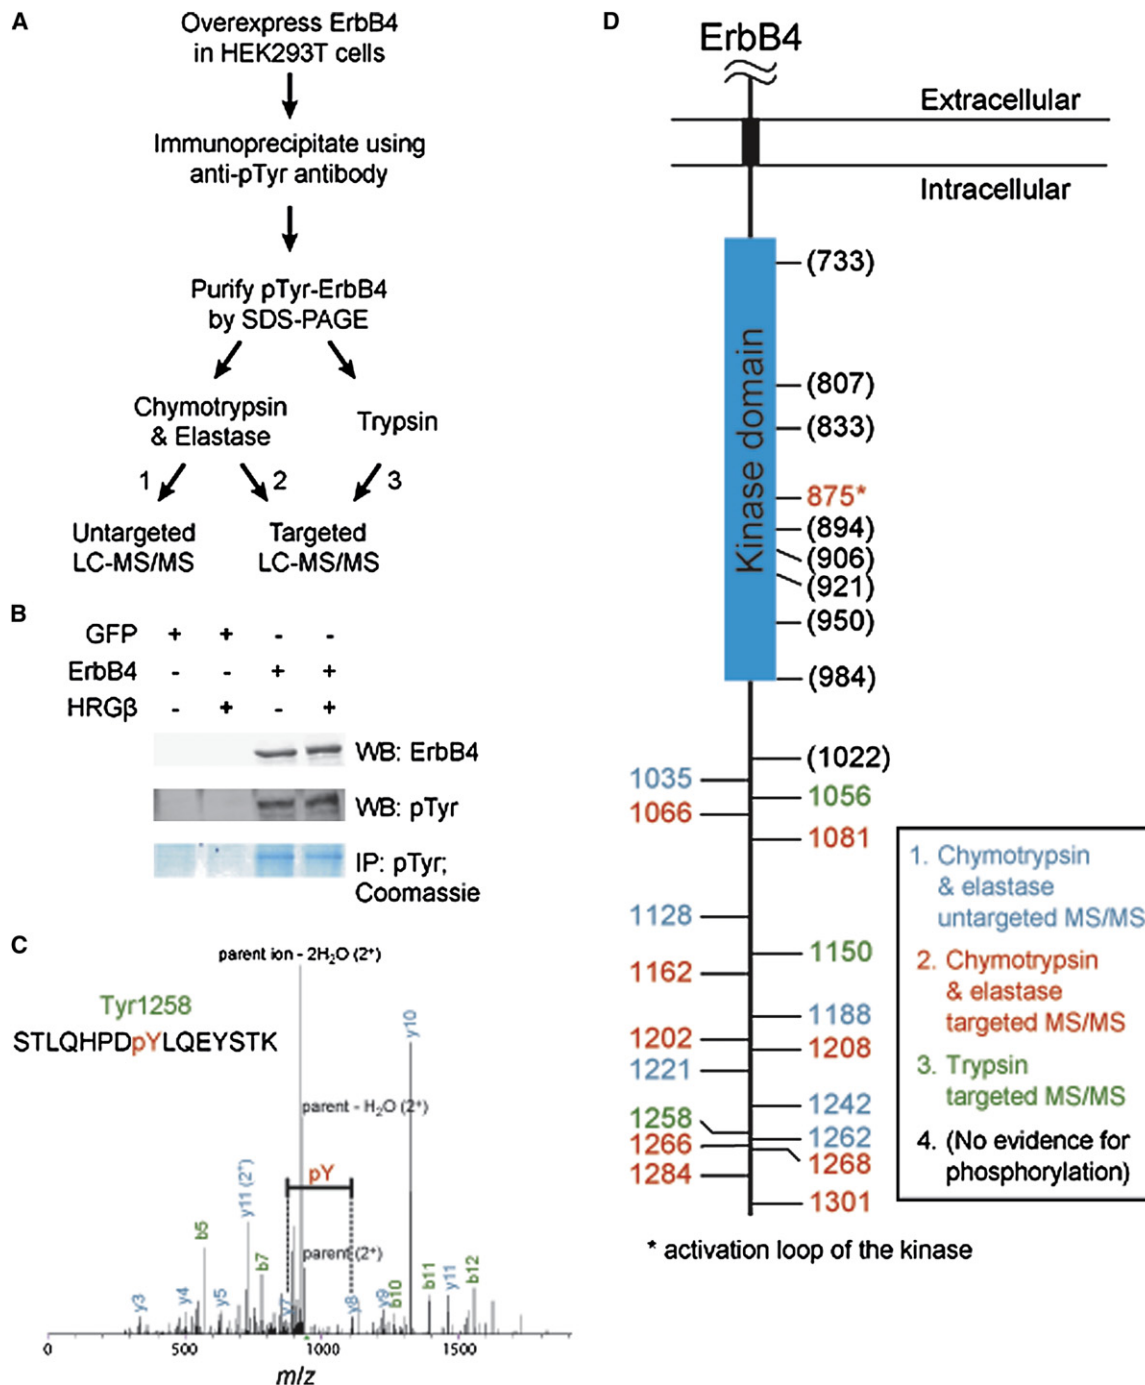 A
Overexpress ErbB4
in HEK293T cells
Immunoprecipitate using
anti-pTyr antibody
Purify pTyr-ErbB4
by SDS-PAGE
Chymotrypsin
& Elastase
Trypsin
1
2
3
Untargeted
LC-MS/MS
Targeted
LC-MS/MS
B
GFP + + - -
ErbB4 - - + +
HRGβ - + - +
WB: ErbB4
WB: pTyr
IP: pTyr;
Coomassie
C
parent ion - 2H₂O (2⁺)
Tyr1258
STLQHPDpYLQEYSTK
y10
parent - H₂O (2⁺)
pY
y11 (2⁺)
b5
b7
parent (2⁺)
y3
y4
y5
y7
y8
y9
b10
b11
y11
b12
0 500 1000 1500
m/z
D
ErbB4
Extracellular
Intracellular
Kinase domain
(733)
(807)
(833)
875*
(894)
(906)
(921)
(950)
(984)
(1022)
1035
1056
1066
1081
1128
1150
1162
1188
1202
1208
1221
1242
1258
1262
1266
1268
1284
1301
1. Chymotrypsin
& elastase
untargeted MS/MS
2. Chymotrypsin
& elastase
targeted MS/MS
3. Trypsin
targeted MS/MS
4. (No evidence for
phosphorylation)
* activation loop of the kinase